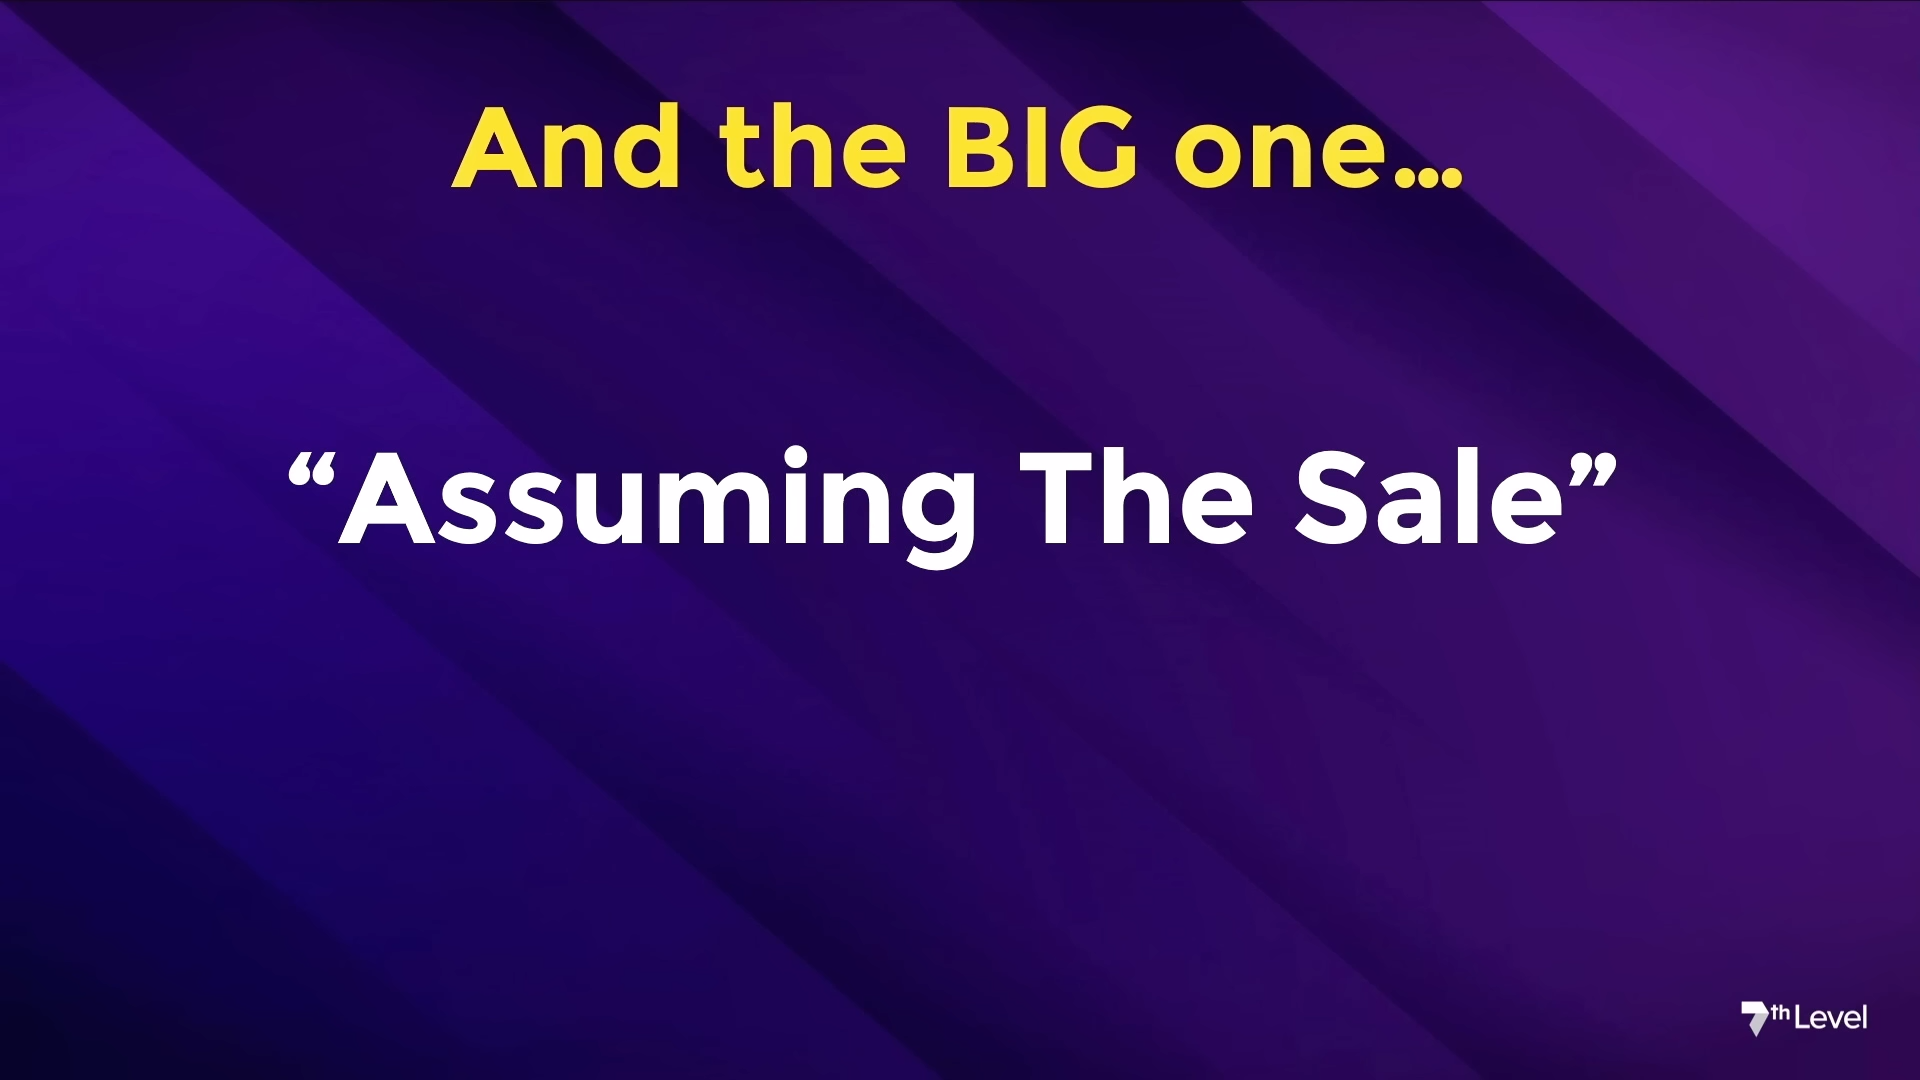 And the BIG one...
“Assuming The Sale”
7th Level